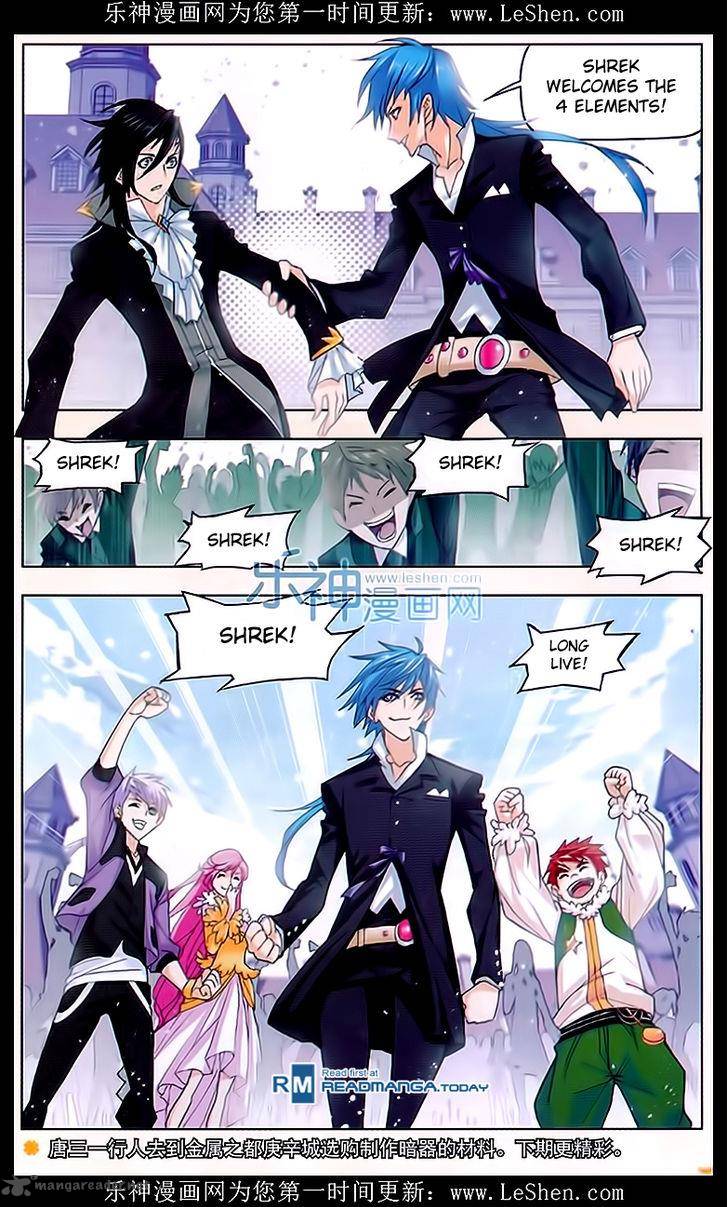 乐神漫画网为您第一时间更新：www.LeShen.com
SHREK
WELCOMES THE
4 ELEMENTS!
SHREK!
SHREK!
SHREK!
SHREK!
乐神漫画网
www.leshen.com
SHREK!
LONG
LIVE!
RM
Read first at
READMANGA.TODAY
唐三一行人去到金属之都庚辛城选购制作暗器的材料。下期更精彩。
mangareader.net
乐神漫画网为您第一时间更新：www.LeShen.com